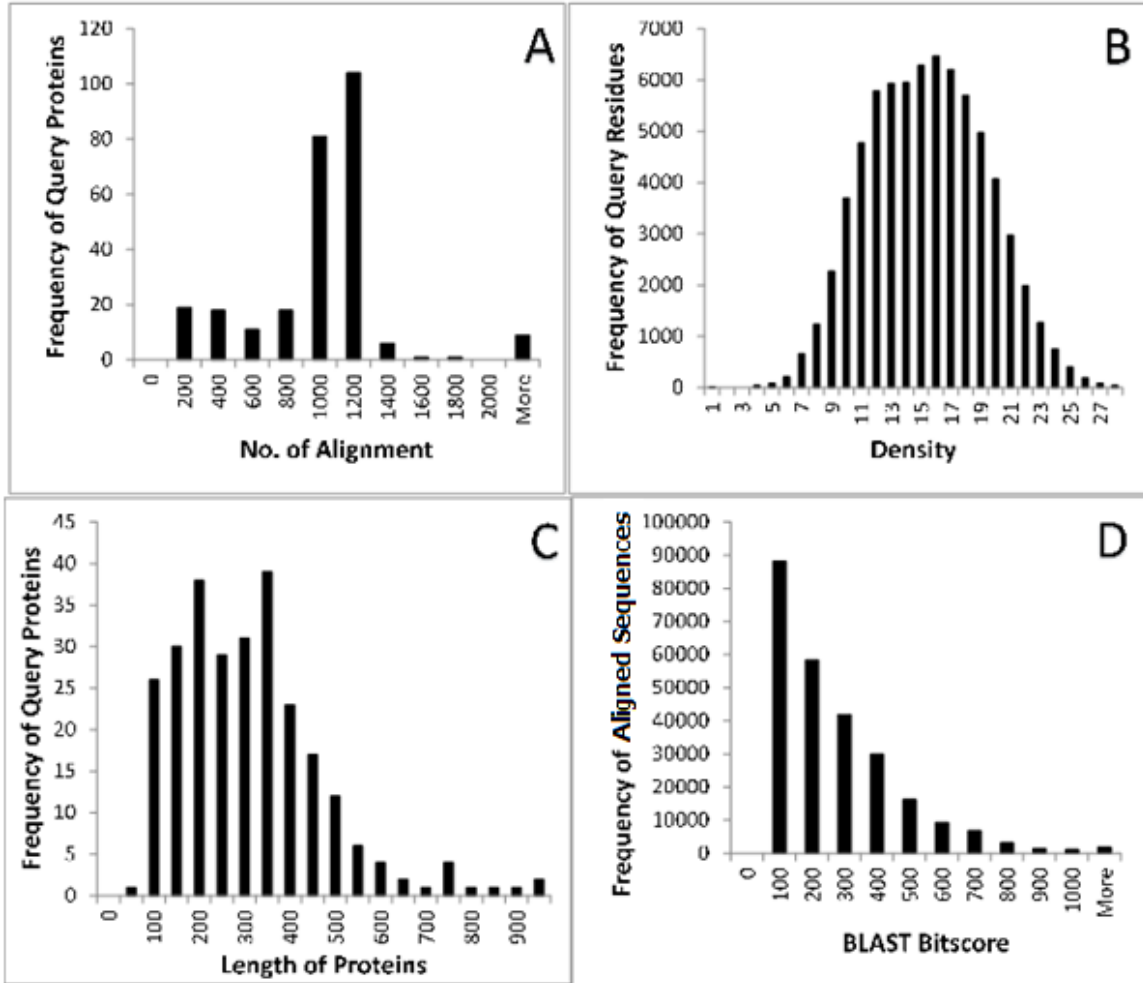 A
Frequency of Query Proteins
120
100
80
60
40
20
0
0 200 400 600 800 1000 1200 1400 1600 1800 2000 More
No. of Alignment
B
Frequency of Query Residues
7000
6000
5000
4000
3000
2000
1000
0
1 3 5 7 9 11 13 15 17 19 21 23 25 27
Density
C
Frequency of Query Proteins
45
40
35
30
25
20
15
10
5
0
0 100 200 300 400 500 600 700 800 900
Length of Proteins
D
Frequency of Aligned Sequences
100000
90000
80000
70000
60000
50000
40000
30000
20000
10000
0
0 100 200 300 400 500 600 700 800 900 1000 More
BLAST Bitscore